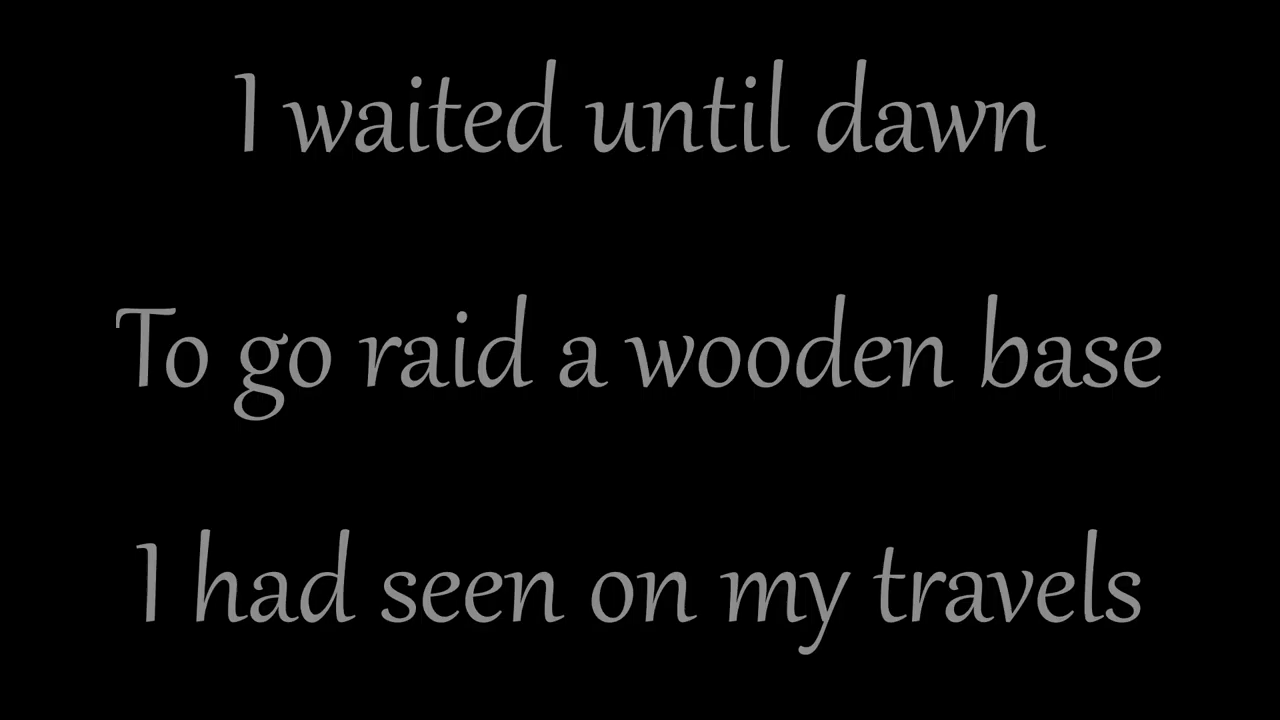 I waited until dawn
To go raid a wooden base
I had seen on my travels